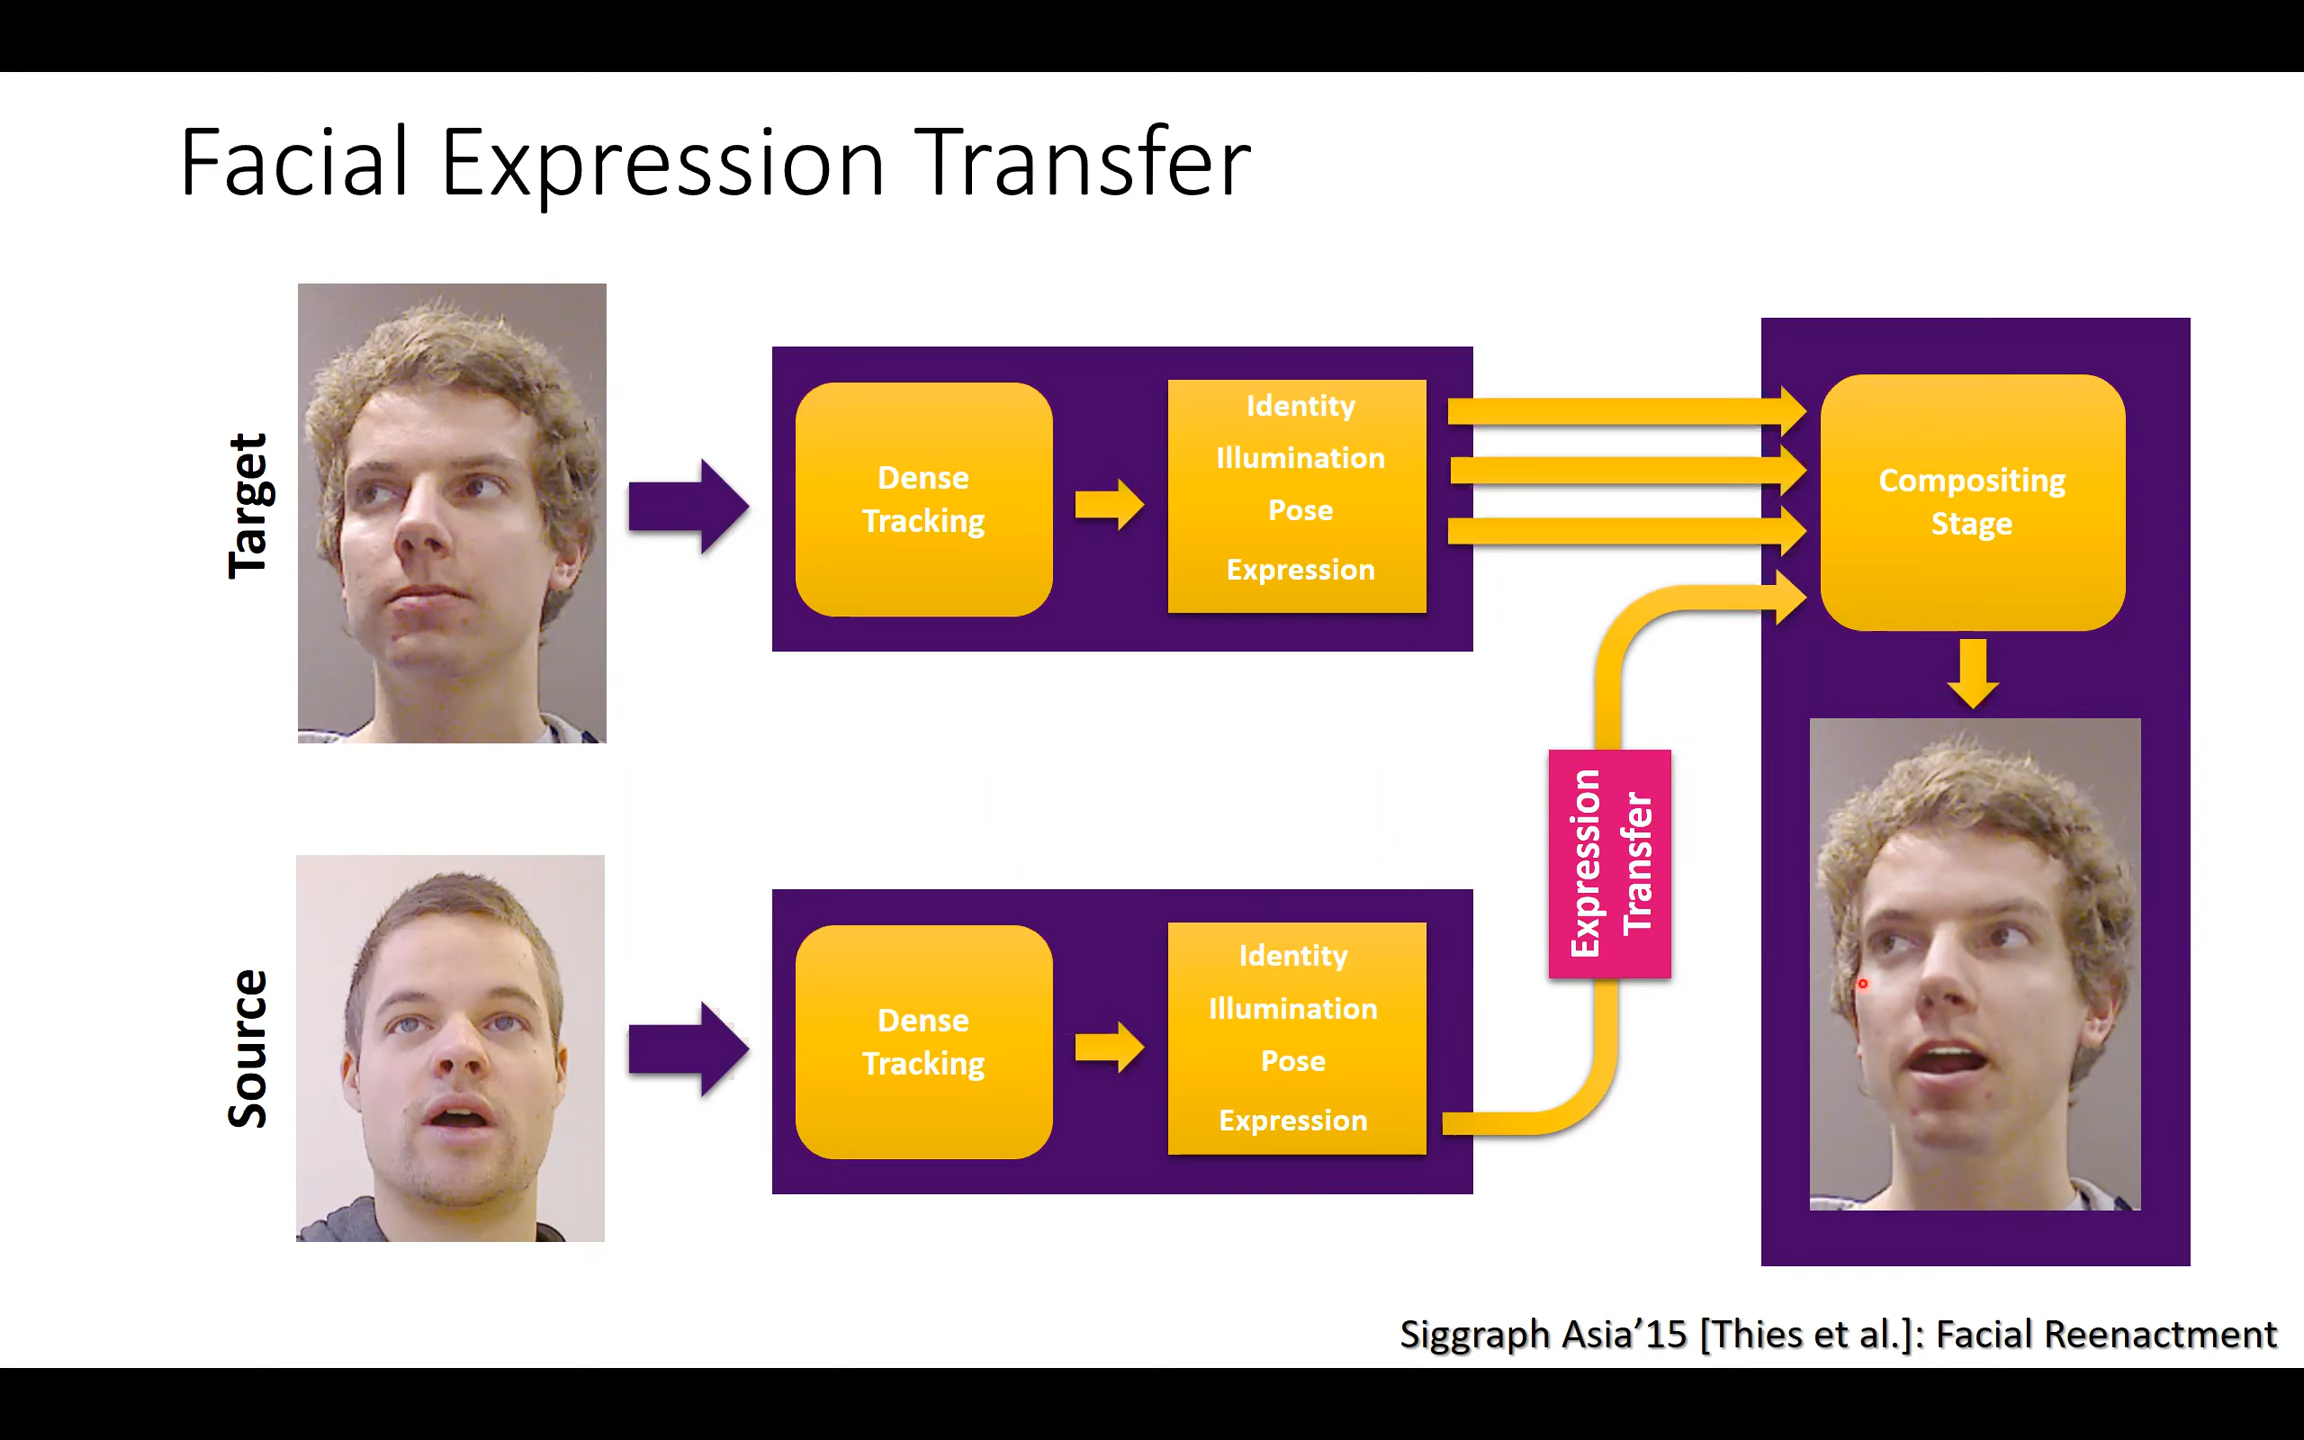 Facial Expression Transfer
Target
Dense
Tracking
Identity
Illumination
Pose
Expression
Compositing
Stage
Expression
Transfer
Source
Dense
Tracking
Identity
Illumination
Pose
Expression
Siggraph Asia’15 [Thies et al.]: Facial Reenactment